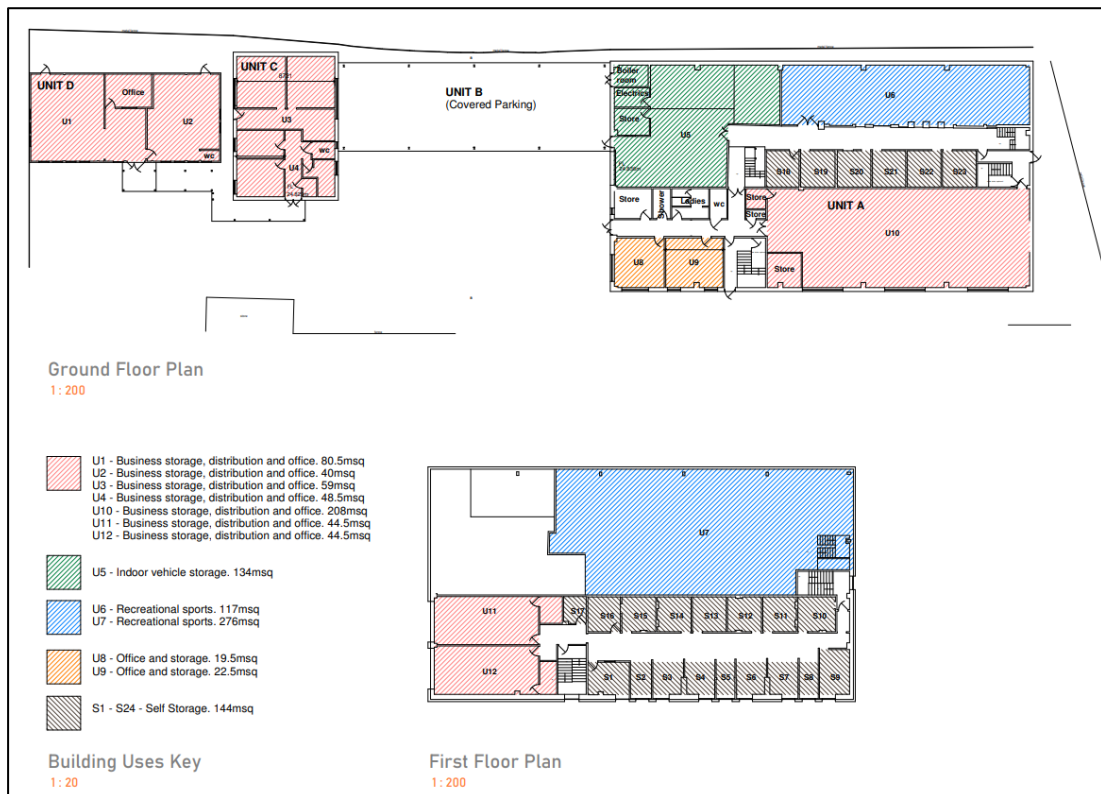 UNIT D
Office
U1
U2
wc
UNIT C
U3
wc
U4
UNIT B
(Covered Parking)
Boiler
room
Electrics
Store
U5
U6
S18
S19
S20
S21
S22
S23
Store
Shower
Ladies
wc
Store
Store
UNIT A
U10
U8
U9
Store
Ground Floor Plan
1 : 200
U1 - Business storage, distribution and office. 80.5msq
U2 - Business storage, distribution and office. 40msq
U3 - Business storage, distribution and office. 59msq
U4 - Business storage, distribution and office. 48.5msq
U10 - Business storage, distribution and office. 208msq
U11 - Business storage, distribution and office. 44.5msq
U12 - Business storage, distribution and office. 44.5msq
U5 - Indoor vehicle storage. 134msq
U6 - Recreational sports. 117msq
U7 - Recreational sports. 276msq
U8 - Office and storage. 19.5msq
U9 - Office and storage. 22.5msq
S1 - S24 - Self Storage. 144msq
Building Uses Key
1 : 20
U7
U11
S17
S16
S15
S14
S13
S12
S11
S10
U12
S1
S2
S3
S4
S5
S6
S7
S8
S9
First Floor Plan
1 : 200